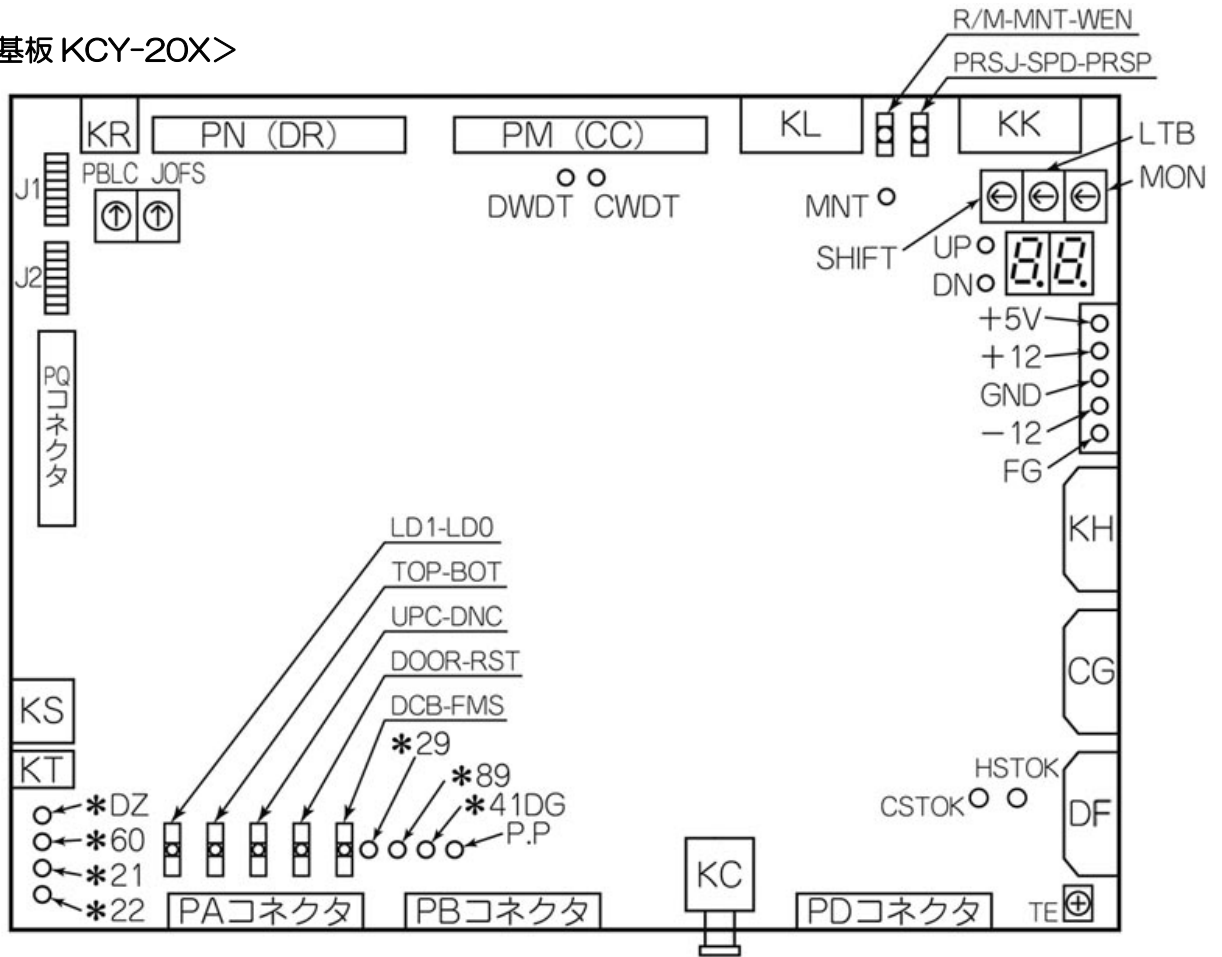 基板 KCY-20X>
R/M-MNT-WEN
PRSJ-SPD-PRSP
KR
PN (DR)
PM (CC)
KL
KK
LTB
MON
J1
PBLC JOFS
DWDT CWDT
MNT
SHIFT
UP
DN
8.8.
J2
+5V
+12
GND
-12
FG
PQコネクタ
KH
LD1-LD0
TOP-BOT
UPC-DNC
DOOR-RST
DCB-FMS
CG
KS
KT
*29
*89
*41DG
P.P
HSTOK
CSTOK
DF
*DZ
*60
*21
*22
KC
PAコネクタ
PBコネクタ
PDコネクタ
TE